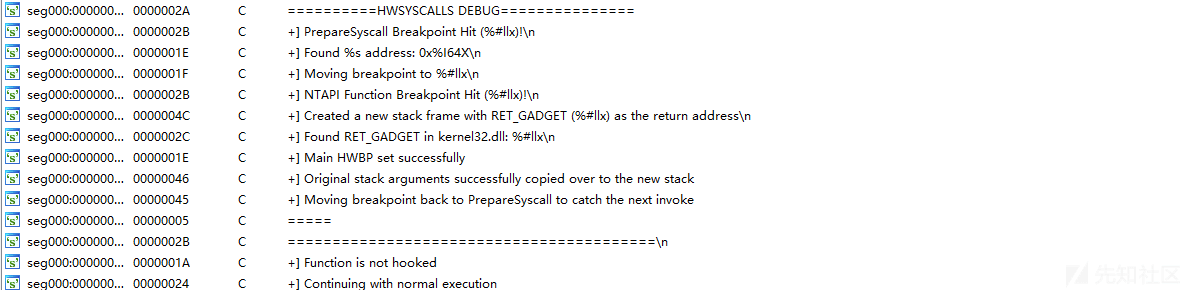 seg000:000000... 0000002A C ==========HWSYSCALLS DEBUG===============
seg000:000000... 0000002B C +] PrepareSyscall Breakpoint Hit (%#llx)!\n
seg000:000000... 0000001E C +] Found %s address: 0x%I64X\n
seg000:000000... 0000001F C +] Moving breakpoint to %#llx\n
seg000:000000... 0000002B C +] NTAPI Function Breakpoint Hit (%#llx)!\n
seg000:000000... 0000004C C +] Created a new stack frame with RET_GADGET (%#llx) as the return address\n
seg000:000000... 0000002C C +] Found RET_GADGET in kernel32.dll: %#llx\n
seg000:000000... 0000001E C +] Main HWBP set successfully
seg000:000000... 00000046 C +] Original stack arguments successfully copied over to the new stack
seg000:000000... 00000045 C +] Moving breakpoint back to PrepareSyscall to catch the next invoke
seg000:000000... 00000005 C =====
seg000:000000... 0000002B C =========================================\n
seg000:000000... 0000001A C +] Function is not hooked
seg000:000000... 00000024 C +] Continuing with normal execution
先知社区